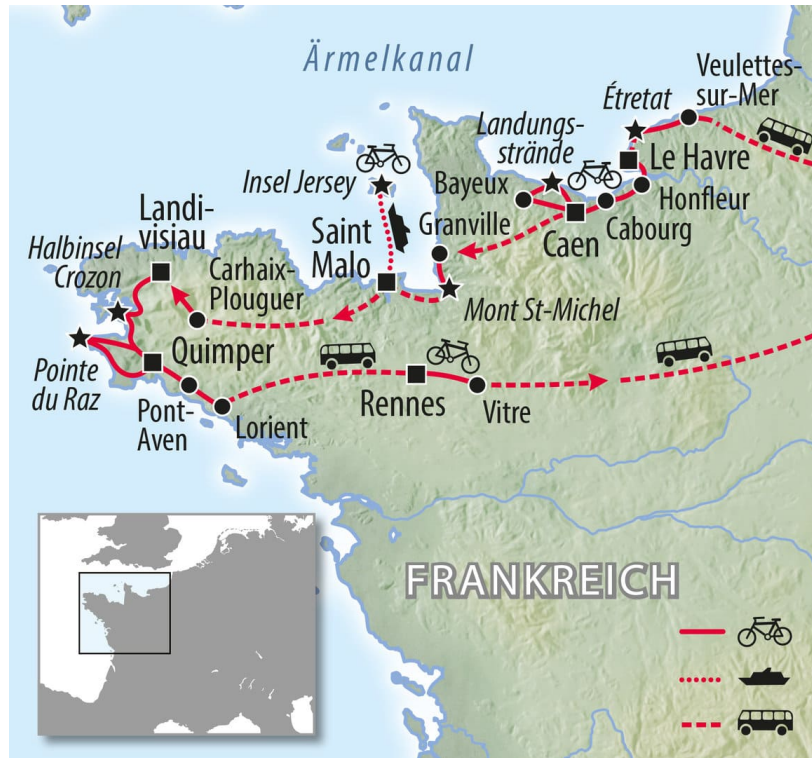 Ärmelkanal
Veulettes-
sur-Mer
Étretat
Landungs-
strände
Le Havre
Insel Jersey
Bayeux
Honfleur
Landi-
visiau
Saint
Malo
Granville
Caen
Cabourg
Halbinsel
Crozon
Carhaix-
Plouguer
Mont St-Michel
Quimper
Pointe
du Raz
Pont-
Aven
Lorient
Rennes
Vitre
FRANKREICH